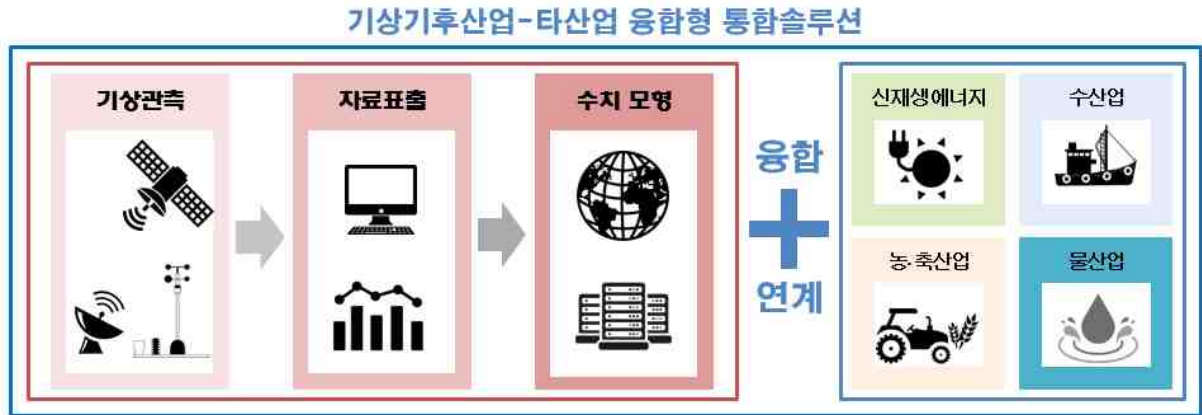 기상기후산업-타산업 융합형 통합솔루션
기상관측
자료표출
수치 모형
융합
연계
신재생에너지
수산업
농·축산업
물산업